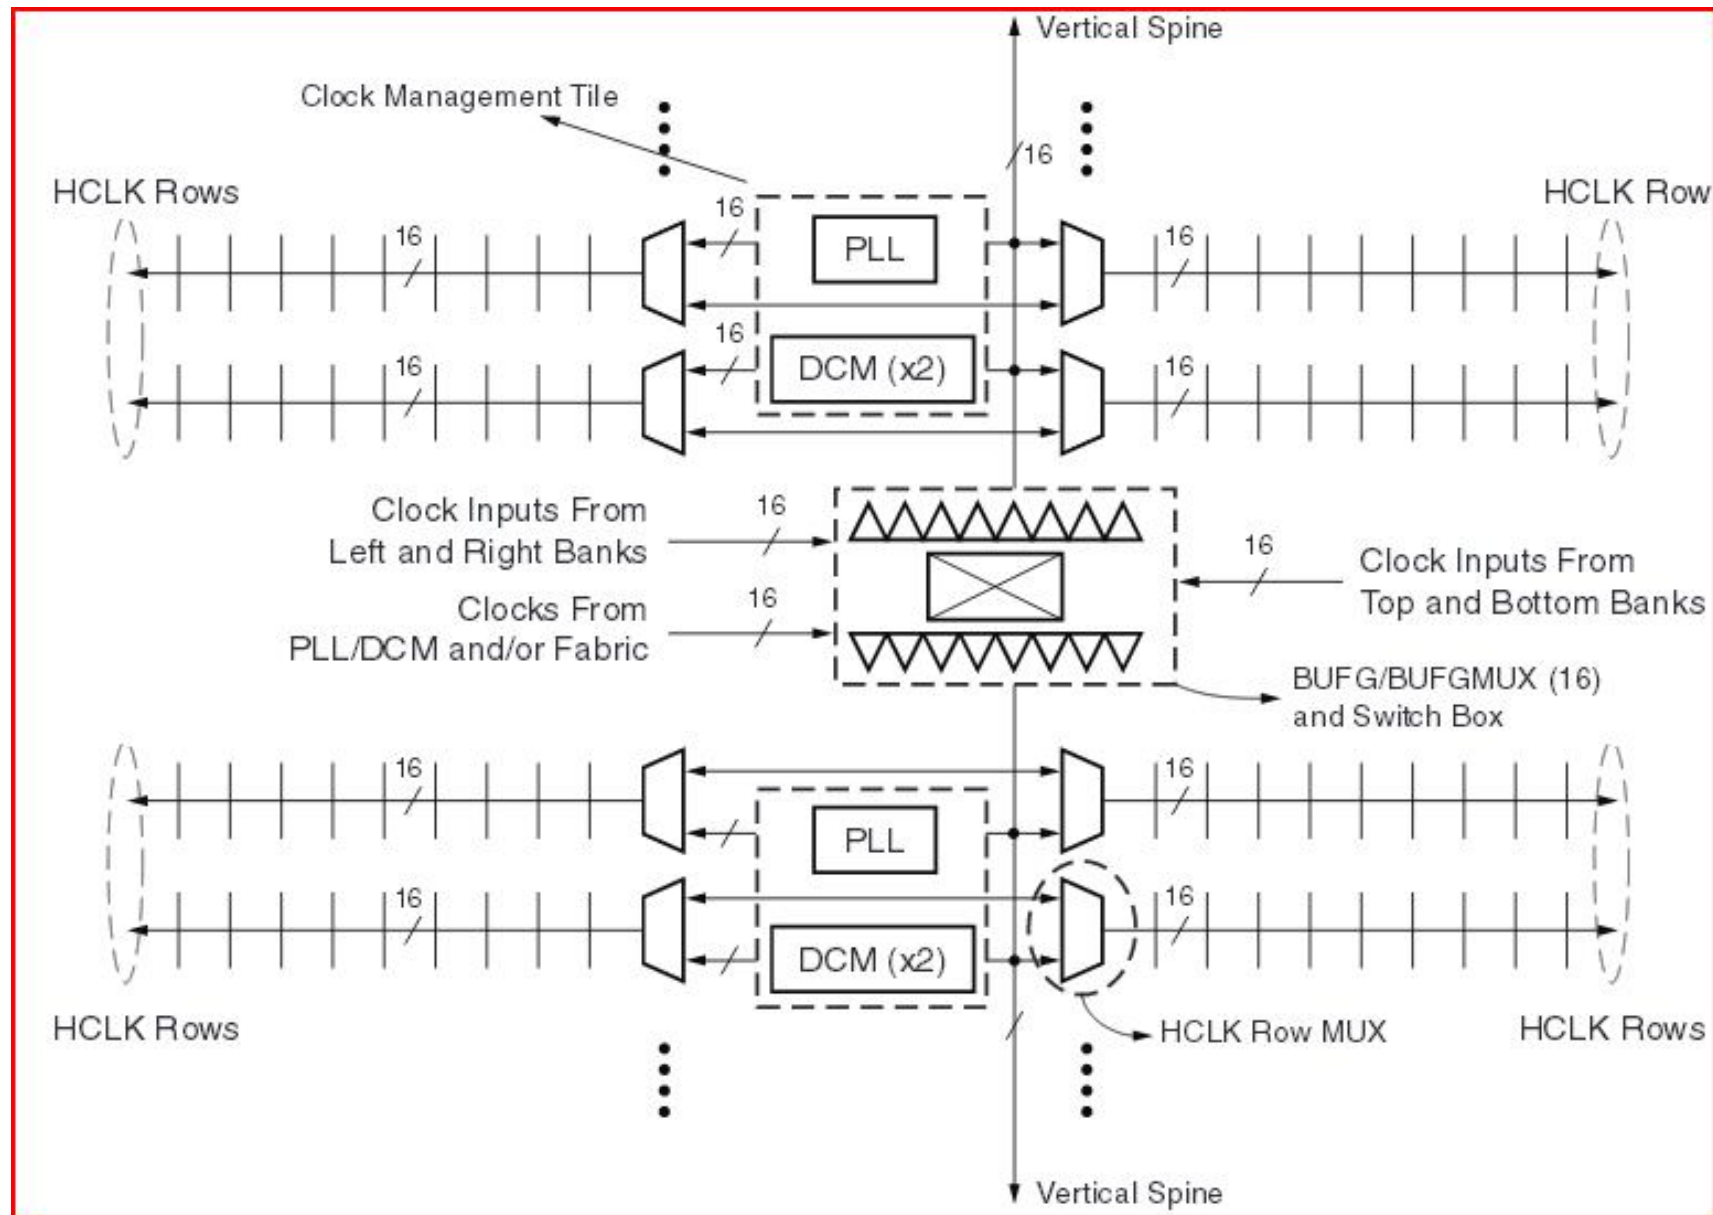 Vertical Spine
Clock Management Tile
16
HCLK Rows
HCLK Row
16
16
PLL
16
16
16
16
DCM (x2)
16
Clock Inputs From
Left and Right Banks
16
16
Clock Inputs From
Top and Bottom Banks
Clocks From
PLL/DCM and/or Fabric
16
BUFG/BUFGMUX (16)
and Switch Box
16
PLL
16
16
DCM (x2)
16
HCLK Rows
HCLK Row MUX
HCLK Rows
Vertical Spine